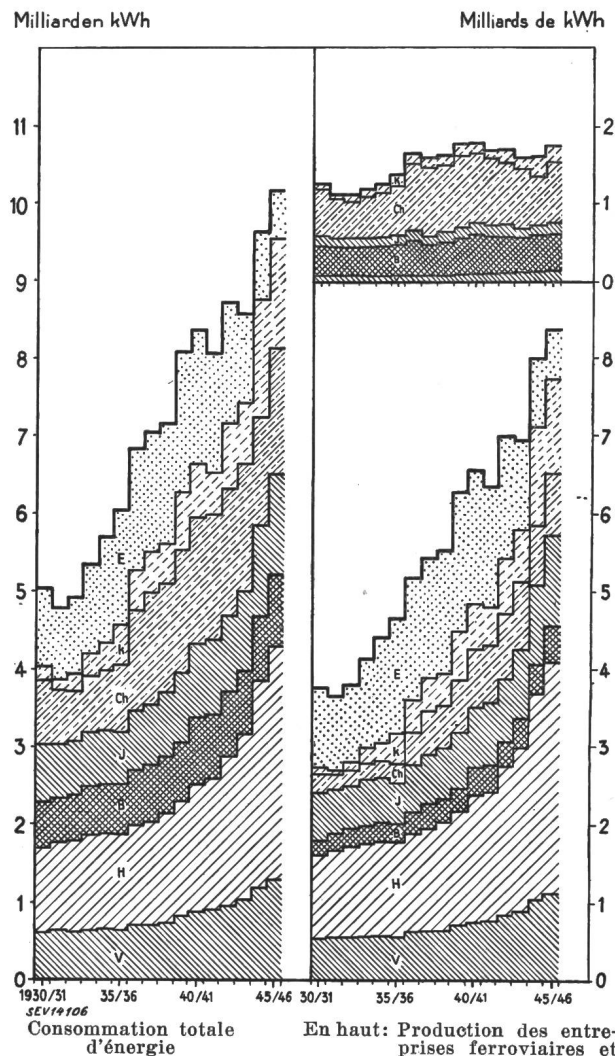 Milliarden kWh
Milliards de kWh
11
10
9
8
7
6
5
4
3
2
1
0
E
K
Ch
J
B
H
V
1930/31 35/36 40/41 45/46
SEV14106
2
1
0
K
Ch
B
8
7
6
5
4
3
2
1
0
E
K
Ch
J
B
H
V
30/31 35/36 40/41 45/46
Consommation totale
d'énergie
En haut: Production des entre-
prises ferroviaires et